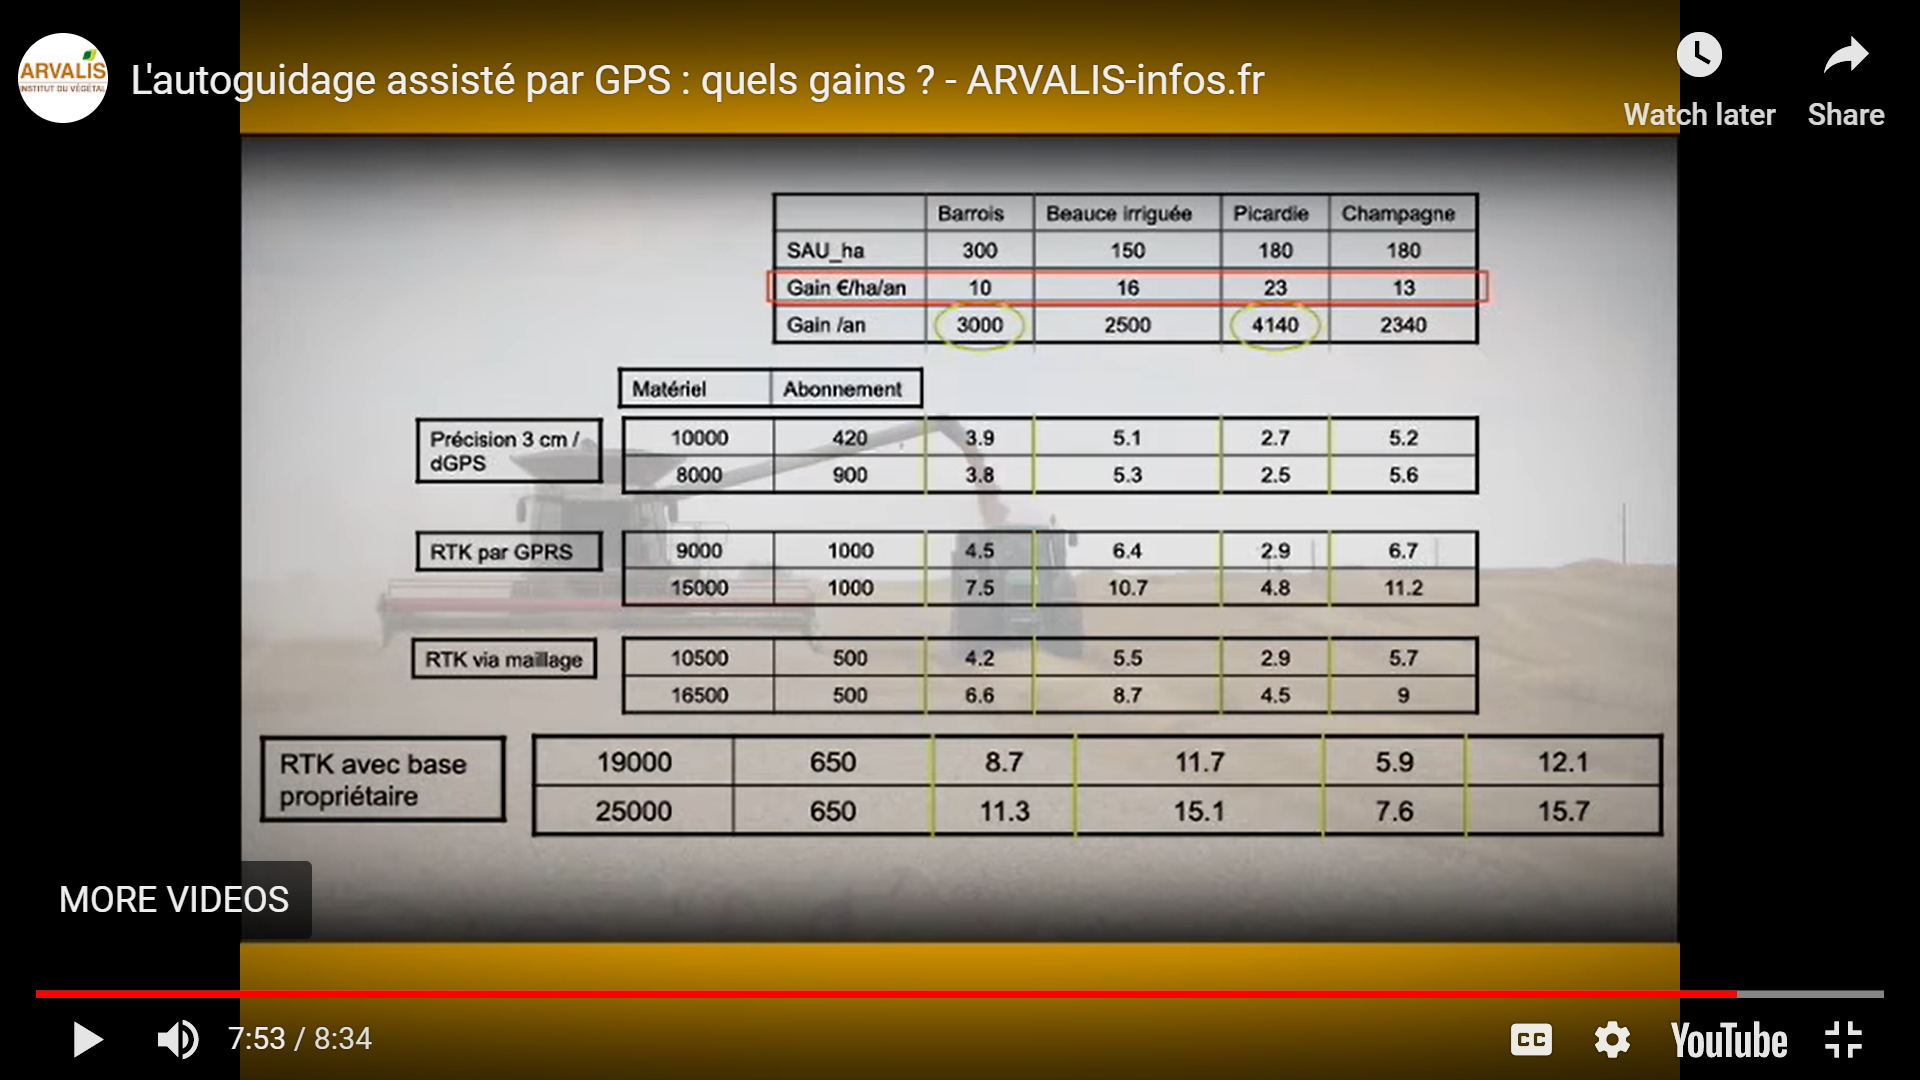 ARVALIS
INSTITUT DU VÉGÉTAL
L'autoguidage assisté par GPS : quels gains ? - ARVALIS-infos.fr
Watch later
Share
Barrois Beauce irriguée Picardie Champagne
SAU_ha 300 150 180 180
Gain €/ha/an 10 16 23 13
Gain /an 3000 2500 4140 2340
Matériel Abonnement
Précision 3 cm /
dGPS
10000 420 3.9 5.1 2.7 5.2
8000 900 3.8 5.3 2.5 5.6
RTK par GPRS
9000 1000 4.5 6.4 2.9 6.7
15000 1000 7.5 10.7 4.8 11.2
RTK via maillage
10500 500 4.2 5.5 2.9 5.7
16500 500 6.6 8.7 4.5 9
RTK avec base
propriétaire
19000 650 8.7 11.7 5.9 12.1
25000 650 11.3 15.1 7.6 15.7
MORE VIDEOS
7:53 / 8:34
CC
YouTube